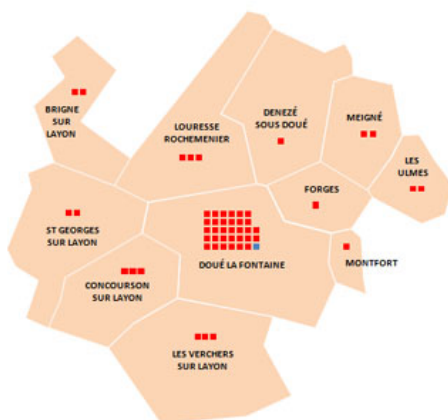 BRIGNE
SUR
LAYON
LOURESSE
ROCHEMENIER
DENEZÉ
SOUS DOUÉ
MEIGNÉ
LES
ULMES
FORGES
ST GEORGES
SUR LAYON
DOUÉ LA FONTAINE
MONTFORT
CONCOURSON
SUR LAYON
LES VERCHERS
SUR LAYON